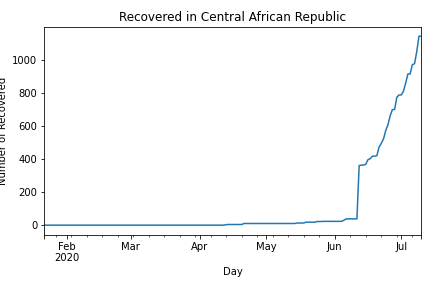 Recovered in Central African Republic
Number of Recovered
1000
800
600
400
200
0
Feb
2020
Mar
Apr
May
Jun
Jul
Day